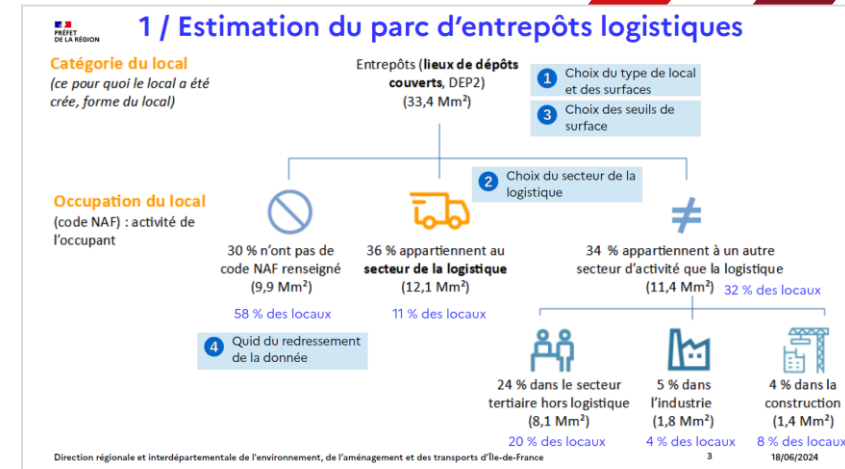 PRÉFET
DE LA RÉGION
1 / Estimation du parc d'entrepôts logistiques
Catégorie du local
(ce pour quoi le local a été
crée, forme du local)
Entrepôts (lieux de dépôts
couverts, DEP2)
(33,4 Mm²)
1 Choix du type de local
et des surfaces
3 Choix des seuils de
surface
2 Choix du secteur de la
logistique
Occupation du local
(code NAF) : activité de
l'occupant
30 % n'ont pas de
code NAF renseigné
(9,9 Mm²)
58 % des locaux
36 % appartiennent au
secteur de la logistique
(12,1 Mm²)
11 % des locaux
≠
34 % appartiennent à un autre
secteur d'activité que la logistique
(11,4 Mm²) 32 % des locaux
4 Quid du redressement
de la donnée
24 % dans le secteur
tertiaire hors logistique
(8,1 Mm²)
20 % des locaux
5 % dans
l'industrie
(1,8 Mm²)
4 % des locaux
4 % dans la
construction
(1,4 Mm²)
8 % des locaux
Direction régionale et interdépartementale de l'environnement, de l'aménagement et des transports d'Île-de-France
3
18/06/2024